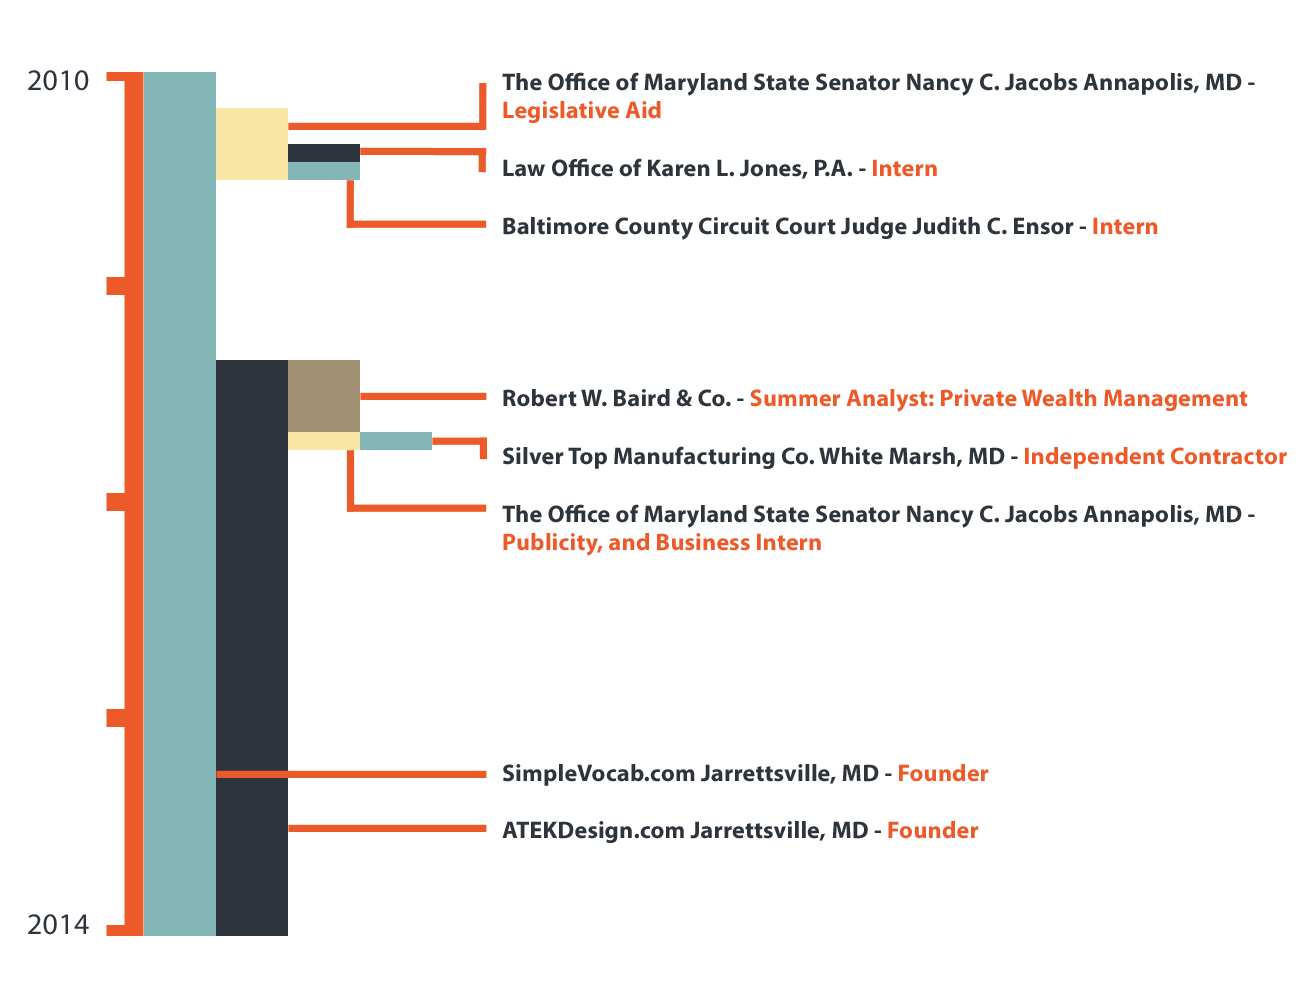 2010
The Office of Maryland State Senator Nancy C. Jacobs Annapolis, MD -
Legislative Aid
Law Office of Karen L. Jones, P.A. - Intern
Baltimore County Circuit Court Judge Judith C. Ensor - Intern
Robert W. Baird & Co. - Summer Analyst: Private Wealth Management
Silver Top Manufacturing Co. White Marsh, MD - Independent Contractor
The Office of Maryland State Senator Nancy C. Jacobs Annapolis, MD -
Publicity, and Business Intern
SimpleVocab.com Jarrettsville, MD - Founder
ATEKDesign.com Jarrettsville, MD - Founder
2014